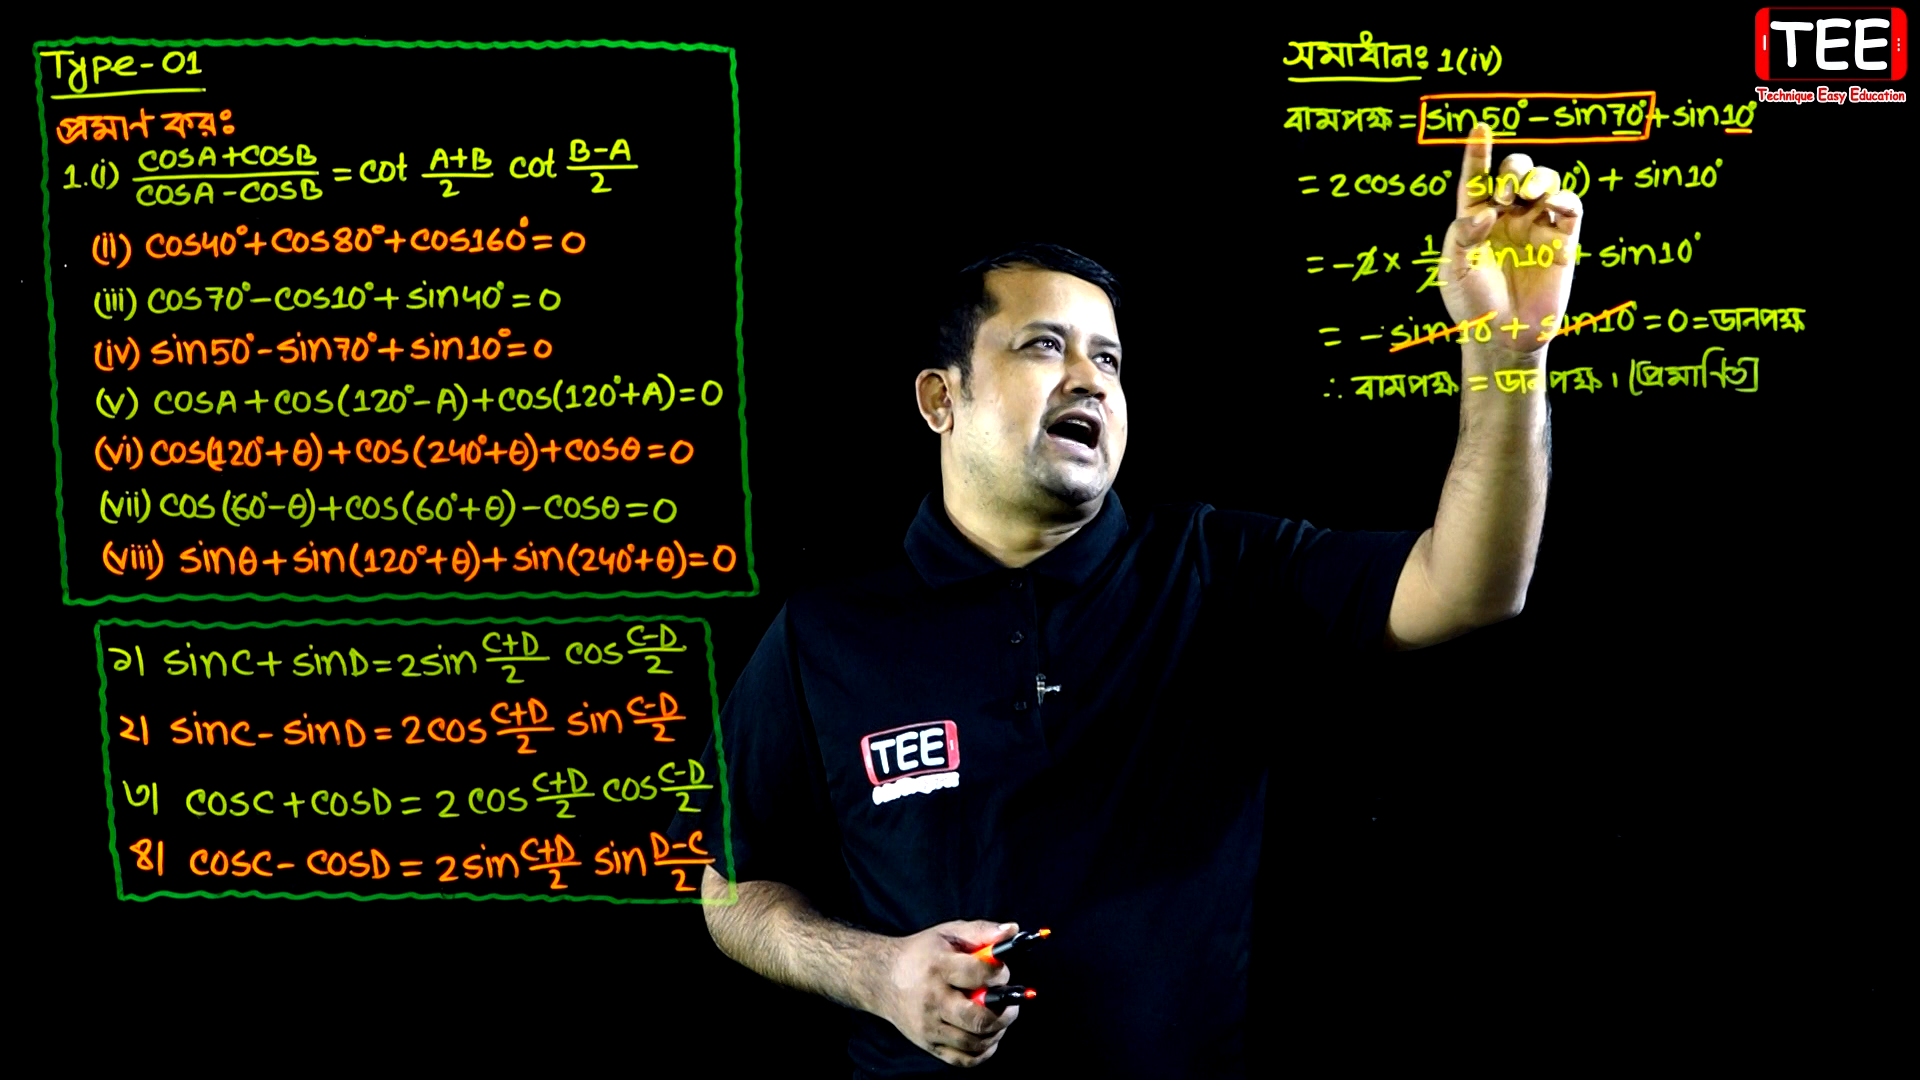 Type-01
প্রমাণ কর:
1.(i) (cosA+cosB)/(cosA-cosB) = cot (A+B)/2 cot (B-A)/2
(ii) cos40°+cos80°+cos160°=0
(iii) cos70°-cos10°+sin40°=0
(iv) sin50°-sin70°+sin10°=0
(v) cosA+cos(120°-A)+cos(120°+A)=0
(vi) cos(120°+θ)+cos(240°+θ)+cosθ=0
(vii) cos(60°-θ)+cos(60°+θ)-cosθ=0
(viii) sinθ+sin(120°+θ)+sin(240°+θ)=0
১। sinC+sinD=2sin (C+D)/2 cos (C-D)/2
২। sinC-sinD=2cos (C+D)/2 sin (C-D)/2
৩। cosC+cosD=2cos (C+D)/2 cos (C-D)/2
৪। cosC-cosD=2sin (C+D)/2 sin (D-C)/2
সমাধান: 1(iv)
বামপক্ষ = sin50°-sin70°+sin10°
= 2cos60° sin( °) + sin10°
= -2 × 1/2 sin10° + sin10°
= -sin10° + sin10° = 0 = ডানপক্ষ
∴ বামপক্ষ = ডানপক্ষ। [প্রমাণিত]
TEE
Technique Easy Education
TEE